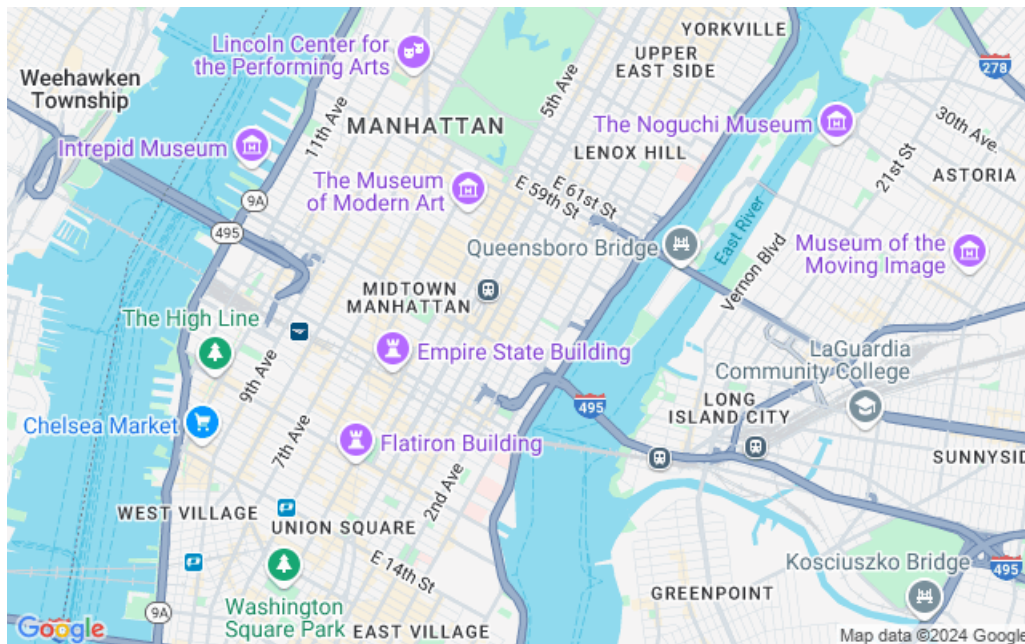 YORKVILLE
Lincoln Center for
the Performing Arts
UPPER
EAST SIDE
Weehawken
Township
278
5th Ave
11th Ave
MANHATTAN
The Noguchi Museum
30th Ave.
Intrepid Museum
LENOX HILL
21st St
ASTORIA
The Museum
of Modern Art
E 61st St
E 59th St
9A
495
Queensboro Bridge
East River
Museum of the
Moving Image
Vernon Blvd
MIDTOWN
MANHATTAN
The High Line
Empire State Building
LaGuardia
Community College
9th Ave
495
LONG
ISLAND CITY
Chelsea Market
7th Ave
Flatiron Building
SUNNYSID
2nd Ave
WEST VILLAGE
UNION SQUARE
E 14th St
Kosciuszko Bridge
495
GREENPOINT
9A
Washington
Square Park
EAST VILLAGE
Google
Map data ©2024 Google